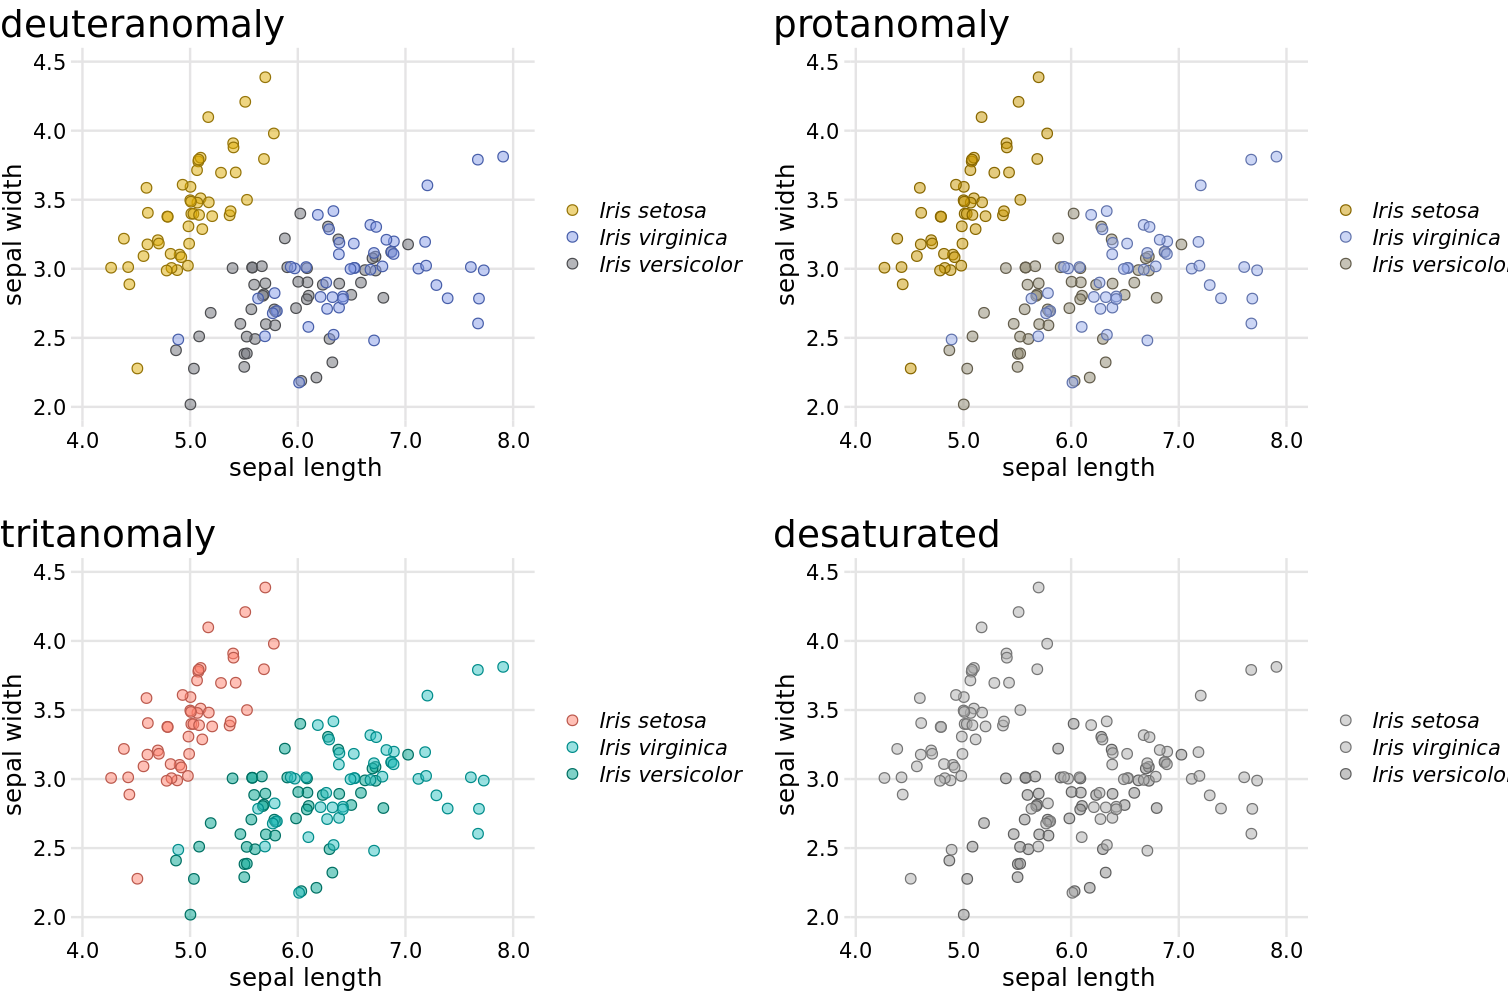 deuteranomaly
protanomaly
4.5
4.0
3.5
3.0
2.5
2.0
sepal width
4.0 5.0 6.0 7.0 8.0
sepal length
Iris setosa
Iris virginica
Iris versicolor
4.5
4.0
3.5
3.0
2.5
2.0
sepal width
4.0 5.0 6.0 7.0 8.0
sepal length
Iris setosa
Iris virginica
Iris versicolo
tritanomaly
desaturated
4.5
4.0
3.5
3.0
2.5
2.0
sepal width
4.0 5.0 6.0 7.0 8.0
sepal length
Iris setosa
Iris virginica
Iris versicolor
4.5
4.0
3.5
3.0
2.5
2.0
sepal width
4.0 5.0 6.0 7.0 8.0
sepal length
Iris setosa
Iris virginica
Iris versicolo